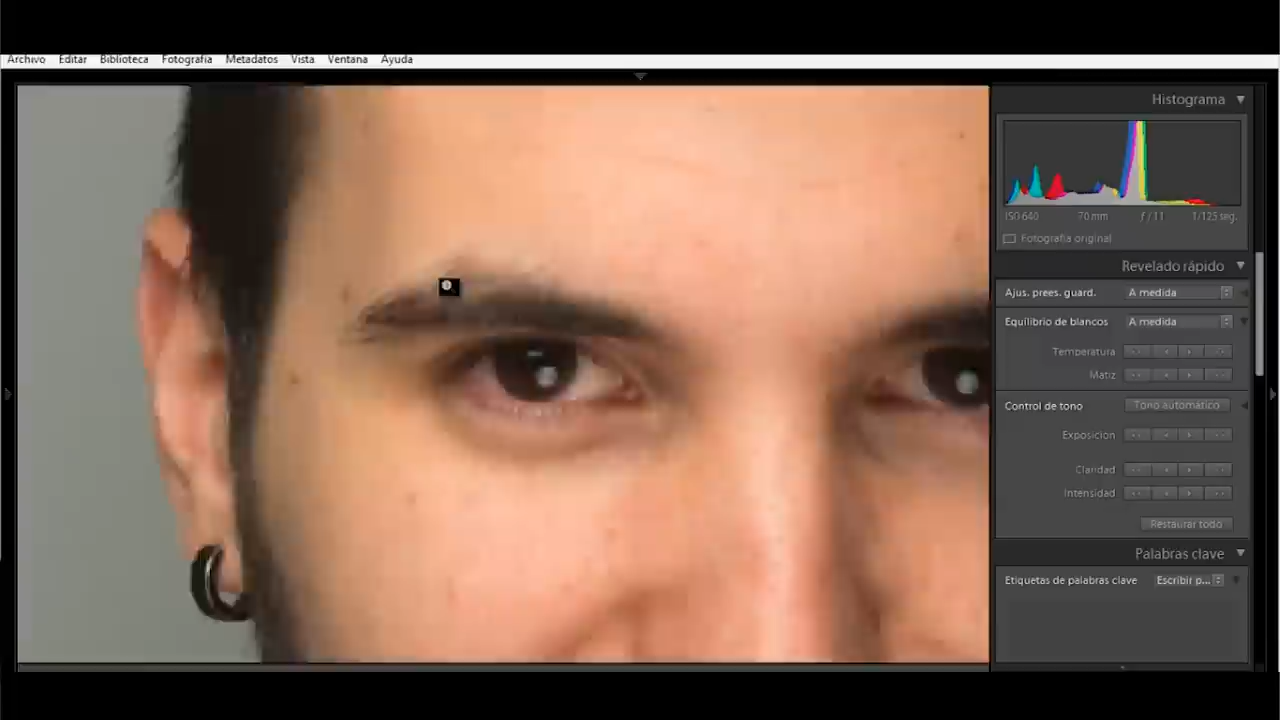 Archivo Editar Biblioteca Fotografía Metadatos Vista Ventana Ayuda
Histograma
ISO 640 70 mm f / 11 1/125 seg.
Fotografía original
Revelado rápido
Ajus. prees. guard. A medida
Equilibrio de blancos A medida
Temperatura
Matiz
Control de tono Tono automático
Exposición
Claridad
Intensidad
Restaurar todo
Palabras clave
Etiquetas de palabras clave Escribir p...